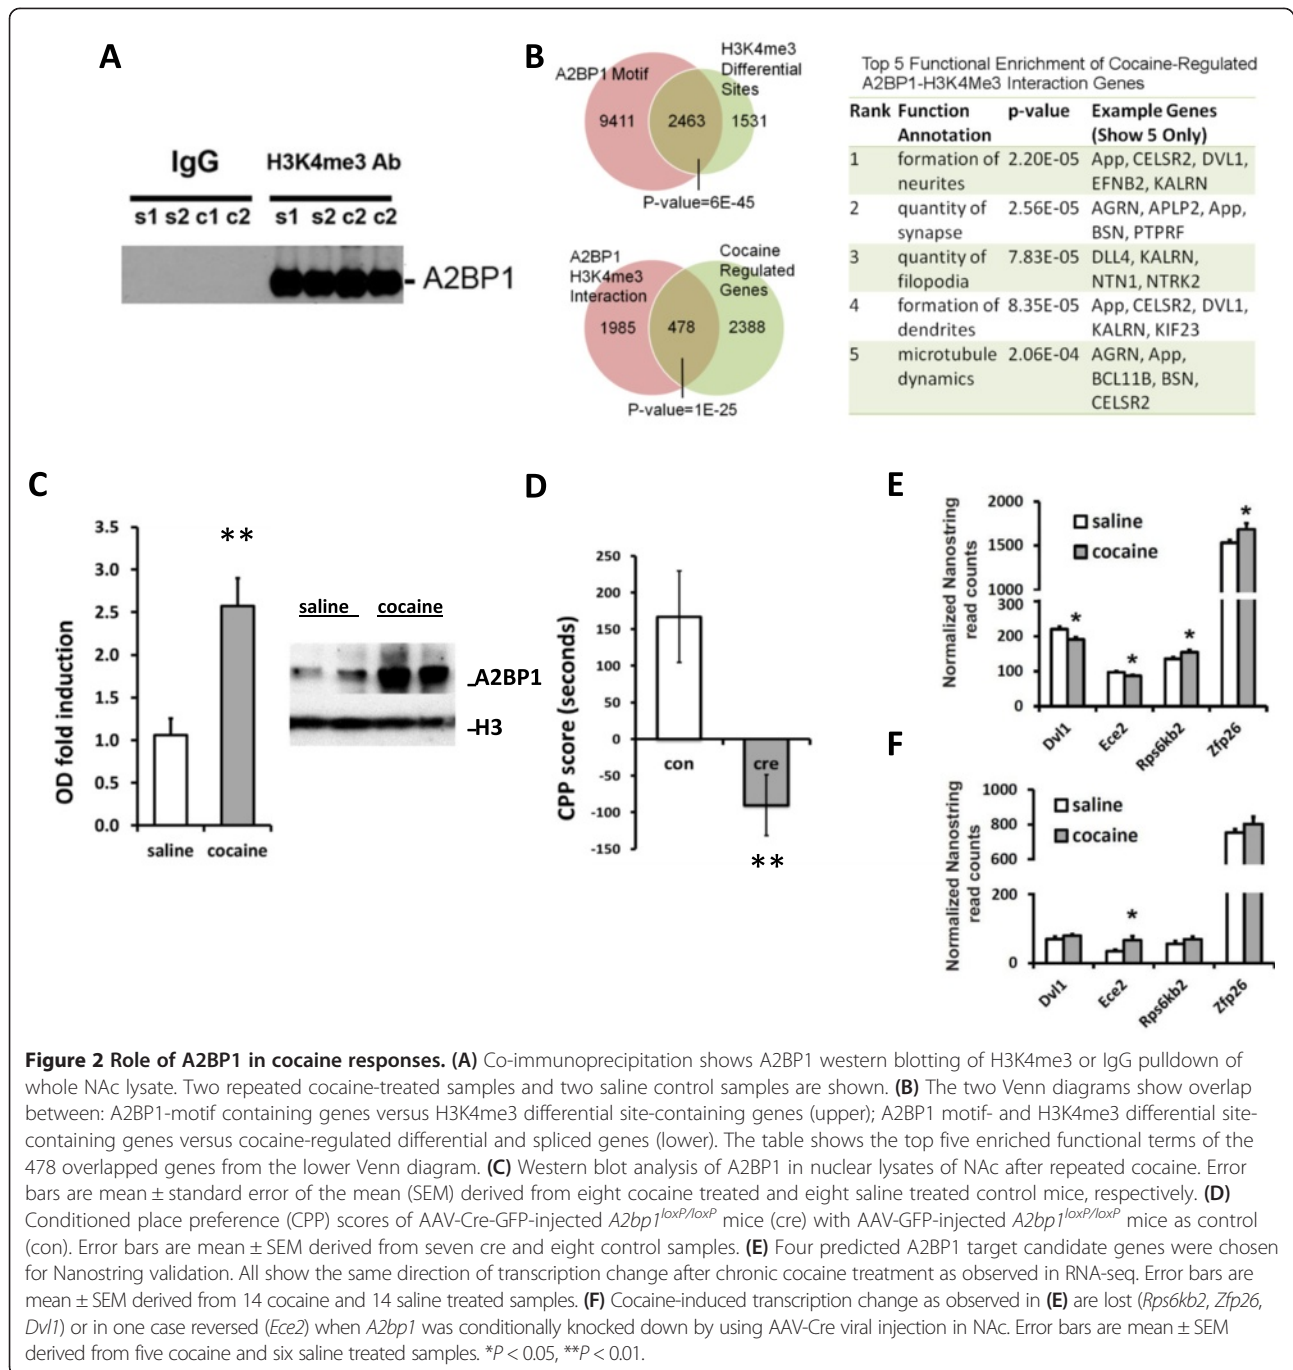 A
IgG
H3K4me3 Ab
s1 s2 c1 c2
s1 s2 c2 c2
A2BP1
B
A2BP1 Motif
H3K4me3
Differential
Sites
9411
2463
1531
P-value=6E-45
A2BP1
H3K4me3
Interaction
Cocaine
Regulated
Genes
1985
478
2388
P-value=1E-25
Top 5 Functional Enrichment of Cocaine-Regulated
A2BP1-H3K4Me3 Interaction Genes
Rank Function p-value Example Genes
Annotation (Show 5 Only)
1 formation of 2.20E-05 App, CELSR2, DVL1,
neurites EFNB2, KALRN
2 quantity of 2.56E-05 AGRN, APLP2, App,
synapse BSN, PTPRF
3 quantity of 7.83E-05 DLL4, KALRN,
filopodia NTN1, NTRK2
4 formation of 8.35E-05 App, CELSR2, DVL1,
dendrites KALRN, KIF23
5 microtubule 2.06E-04 AGRN, App,
dynamics BCL11B, BSN,
CELSR2
C
OD fold induction
3.5
3.0
2.5
2.0
1.5
1.0
0.5
0.0
**
saline cocaine
saline cocaine
A2BP1
H3
D
CPP score (seconds)
250
200
150
100
50
0
-50
-100
-150
con
cre
**
E
Normalized Nanostring
read counts
2000
1500
1000
300
200
100
0
saline
cocaine
* * * *
Dvl1
Ece2
Rps6kb2
Zfp26
F
Normalized Nanostring
read counts
1000
800
600
200
0
saline
cocaine
*
Dvl1
Ece2
Rps6kb2
Zfp26
Figure 2 Role of A2BP1 in cocaine responses. (A) Co-immunoprecipitation shows A2BP1 western blotting of H3K4me3 or IgG pulldown of
whole NAc lysate. Two repeated cocaine-treated samples and two saline control samples are shown. (B) The two Venn diagrams show overlap
between: A2BP1-motif containing genes versus H3K4me3 differential site-containing genes (upper); A2BP1 motif- and H3K4me3 differential site-
containing genes versus cocaine-regulated differential and spliced genes (lower). The table shows the top five enriched functional terms of the
478 overlapped genes from the lower Venn diagram. (C) Western blot analysis of A2BP1 in nuclear lysates of NAc after repeated cocaine. Error
bars are mean ± standard error of the mean (SEM) derived from eight cocaine treated and eight saline treated control mice, respectively. (D)
Conditioned place preference (CPP) scores of AAV-Cre-GFP-injected A2bp1loxP/loxP mice (cre) with AAV-GFP-injected A2bp1loxP/loxP mice as control
(con). Error bars are mean ± SEM derived from seven cre and eight control samples. (E) Four predicted A2BP1 target candidate genes were chosen
for Nanostring validation. All show the same direction of transcription change after chronic cocaine treatment as observed in RNA-seq. Error bars are
mean ± SEM derived from 14 cocaine and 14 saline treated samples. (F) Cocaine-induced transcription change as observed in (E) are lost (Rps6kb2, Zfp26,
Dvl1) or in one case reversed (Ece2) when A2bp1 was conditionally knocked down by using AAV-Cre viral injection in NAc. Error bars are mean ± SEM
derived from five cocaine and six saline treated samples. *P < 0.05, **P < 0.01.